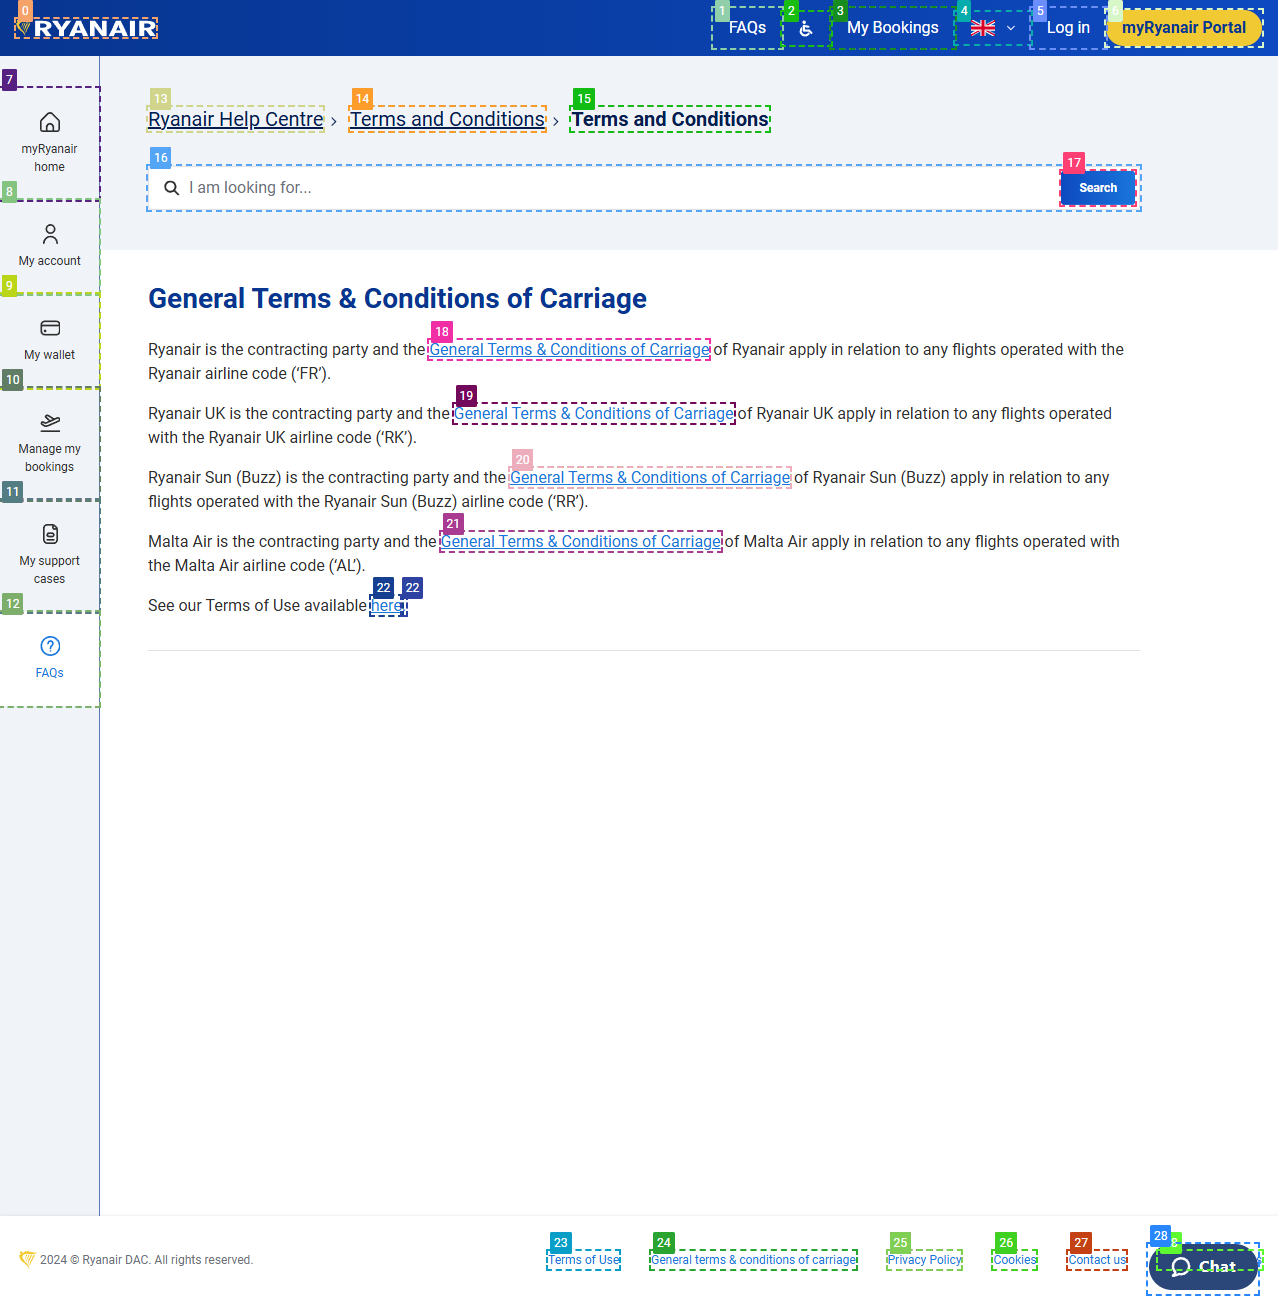 0
RYANAIR
1
FAQs
2
3
My Bookings
4
5
Log in
6
myRyanair Portal
7
myRyanair
home
8
My account
9
My wallet
10
Manage my
bookings
11
My support
cases
12
FAQs
13
Ryanair Help Centre
14
Terms and Conditions
15
Terms and Conditions
16
I am looking for...
17
Search
General Terms & Conditions of Carriage
18
Ryanair is the contracting party and the General Terms & Conditions of Carriage of Ryanair apply in relation to any flights operated with the
Ryanair airline code (‘FR’).
19
Ryanair UK is the contracting party and the General Terms & Conditions of Carriage of Ryanair UK apply in relation to any flights operated
with the Ryanair UK airline code (‘RK’).
20
Ryanair Sun (Buzz) is the contracting party and the General Terms & Conditions of Carriage of Ryanair Sun (Buzz) apply in relation to any
flights operated with the Ryanair Sun (Buzz) airline code (‘RR’).
21
Malta Air is the contracting party and the General Terms & Conditions of Carriage of Malta Air apply in relation to any flights operated with
the Malta Air airline code (‘AL’).
22 22
See our Terms of Use available here
2024 © Ryanair DAC. All rights reserved.
23
Terms of Use
24
General terms & conditions of carriage
25
Privacy Policy
26
Cookies
27
Contact us
28
Chat